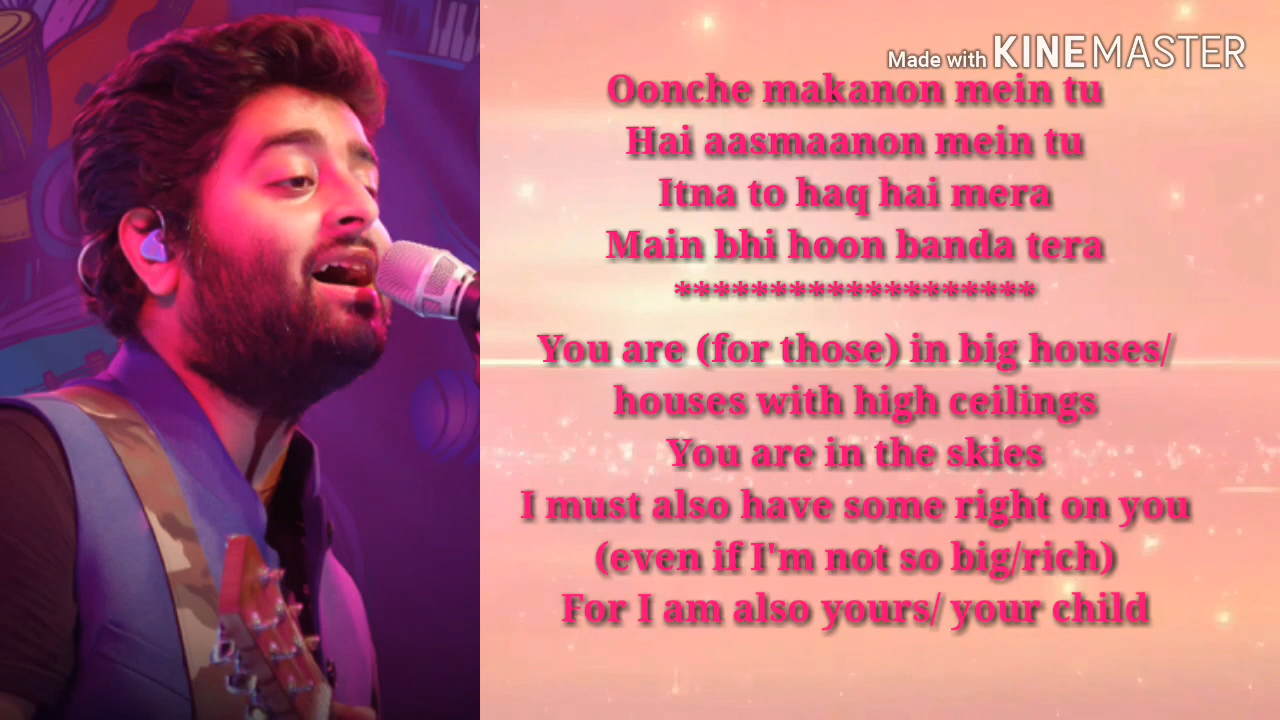 Made with KINEMASTER
Oonche makanon mein tu
Hai aasmaanon mein tu
Itna to haq hai mera
Main bhi hoon banda tera
*******************
You are (for those) in big houses/
houses with high ceilings
You are in the skies
I must also have some right on you
(even if I'm not so big/rich)
For I am also yours/ your child